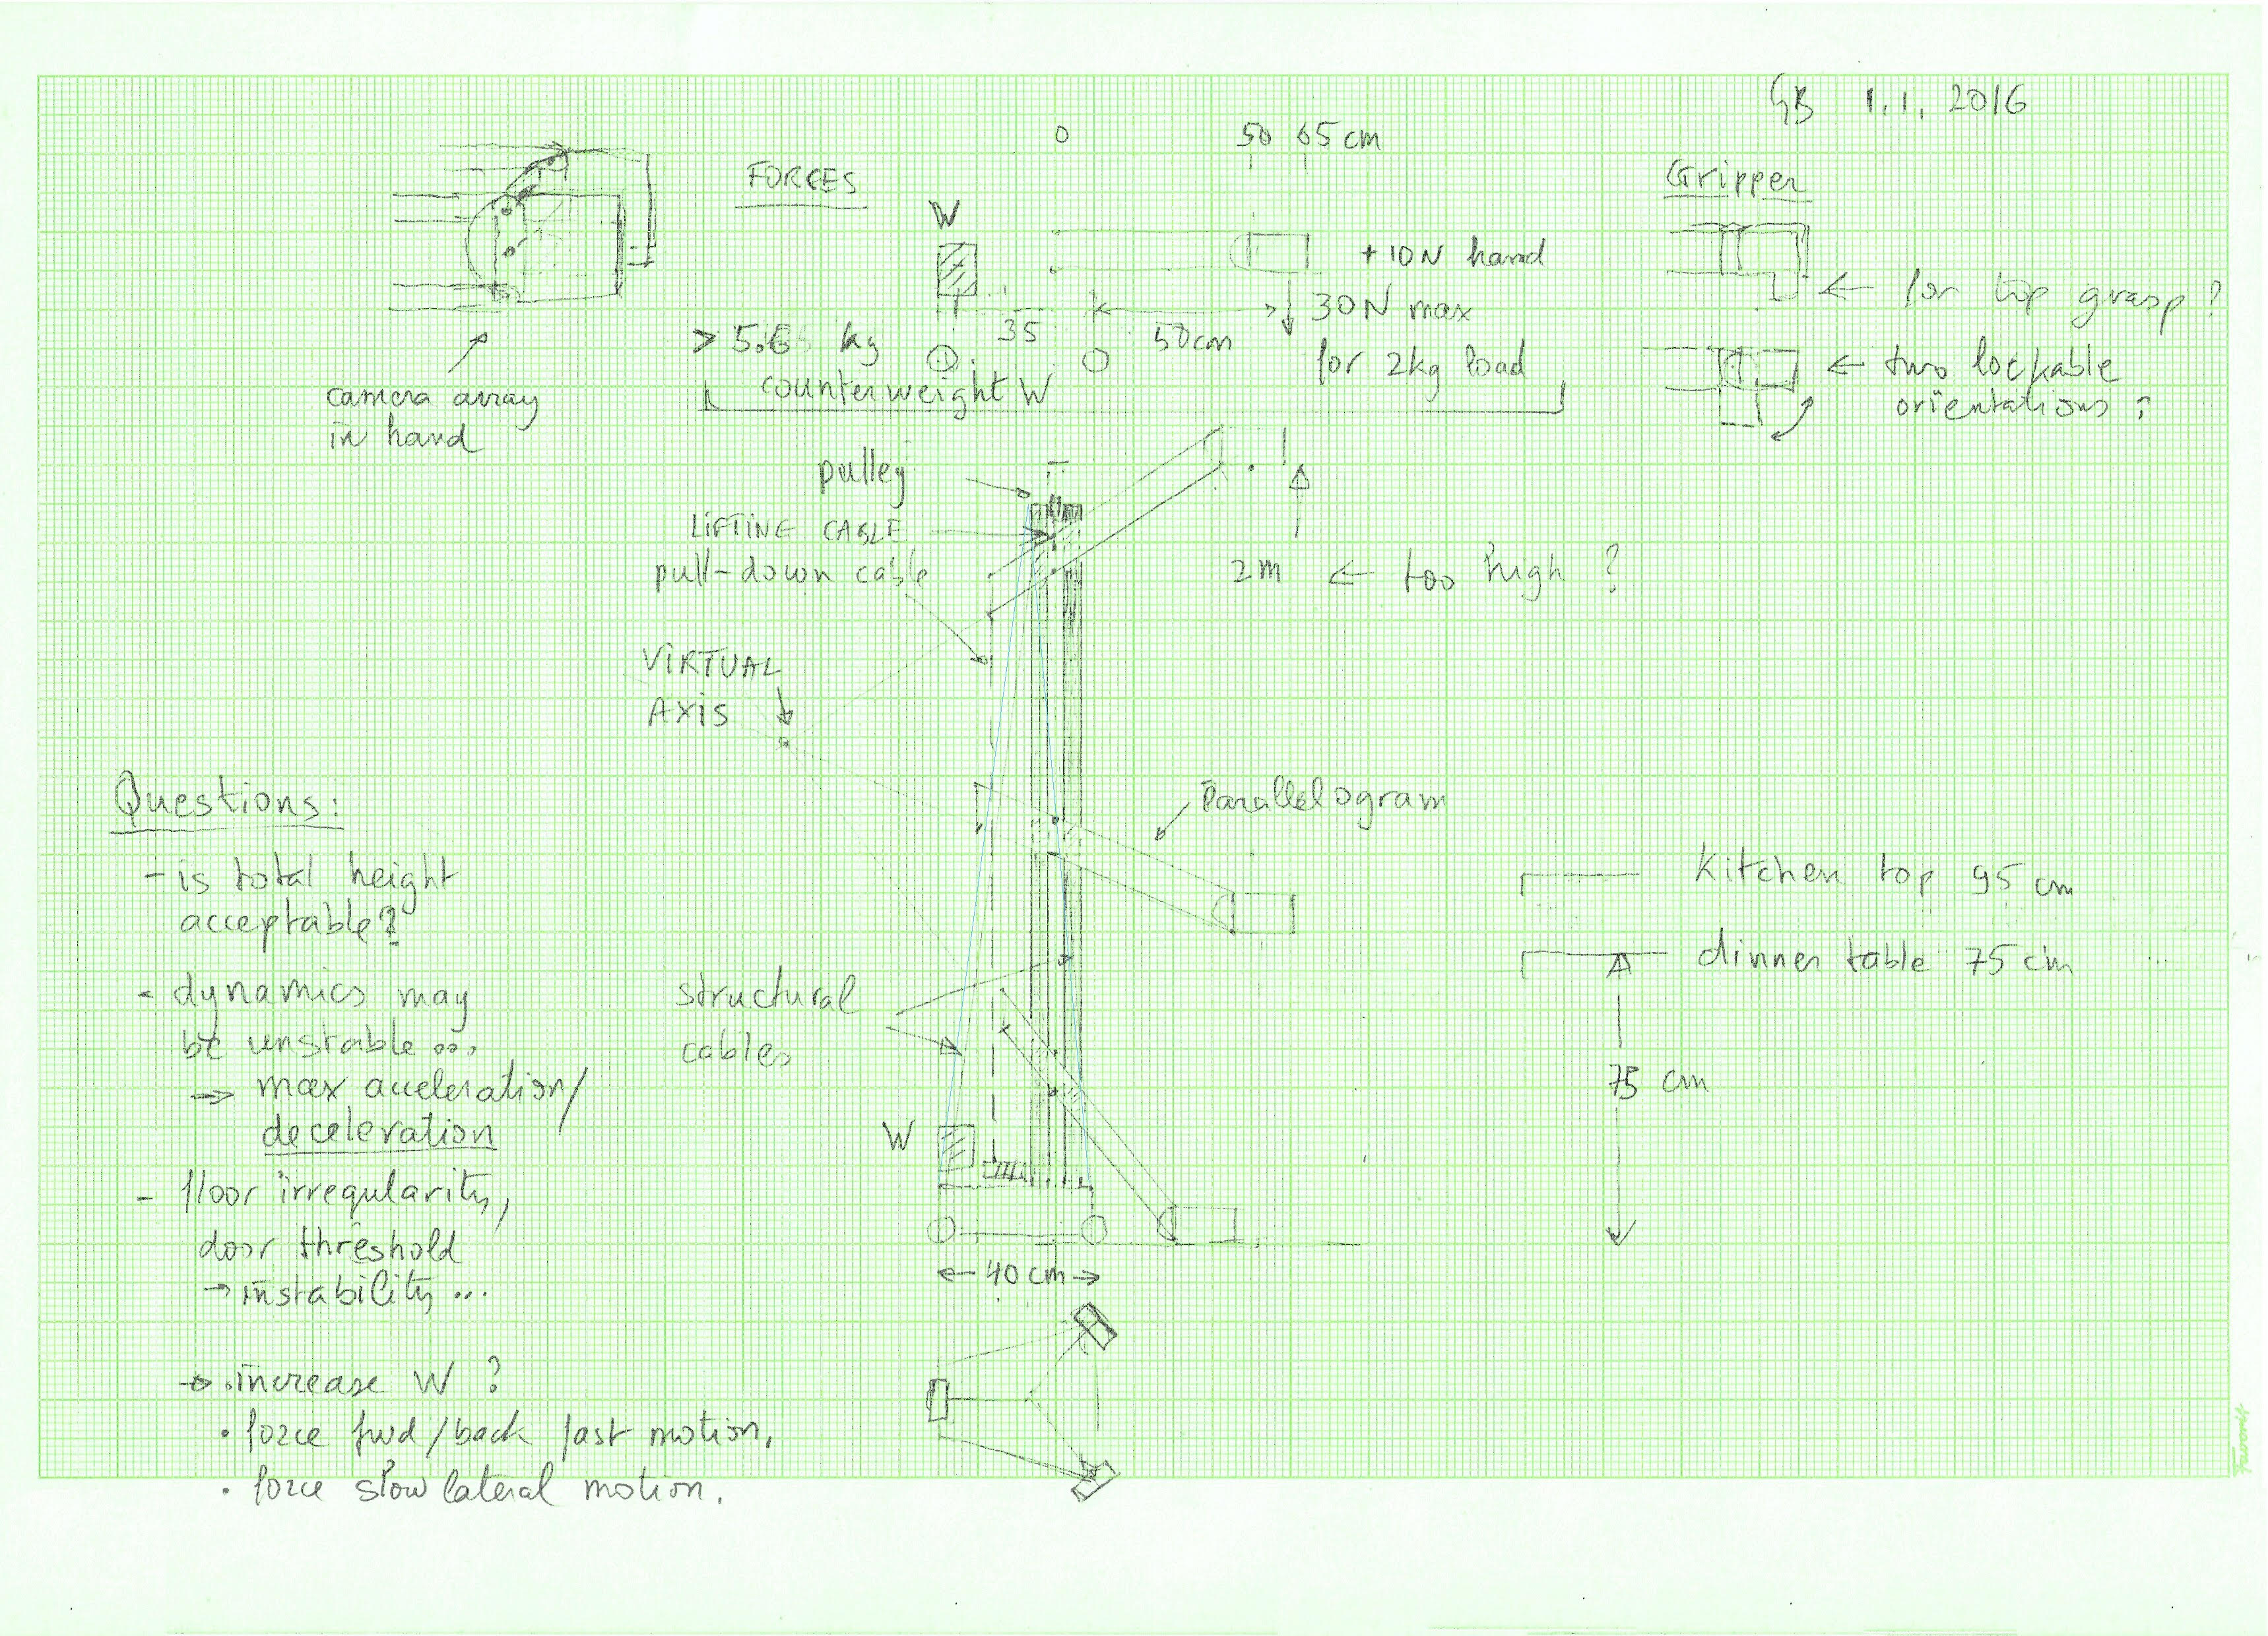 GB 1.1. 2016
0 50 65 cm
FORCES
Gripper
W
+10N hand
30N max
for 2kg load
35
50cm
> 5.6 kg
counterweight W
← for top grasp ?
← two lockable
orientations ?
camera array
in hand
pulley
LIFTING CABLE
pull-down cable
2m ← too high ?
VIRTUAL
AXIS
Parallelogram
Questions:
- is total height
acceptable?
- dynamics may
be unstable ...
→ max aceleration/
deceleration
- floor irregularity,
door threshold
→ instability ...
→ . increase W ?
• force fwd/back fast motion,
• force slow lateral motion.
structural
cables
W
← 40 cm →
Kitchen top 95 cm
dinner table 75 cm ...
75 cm